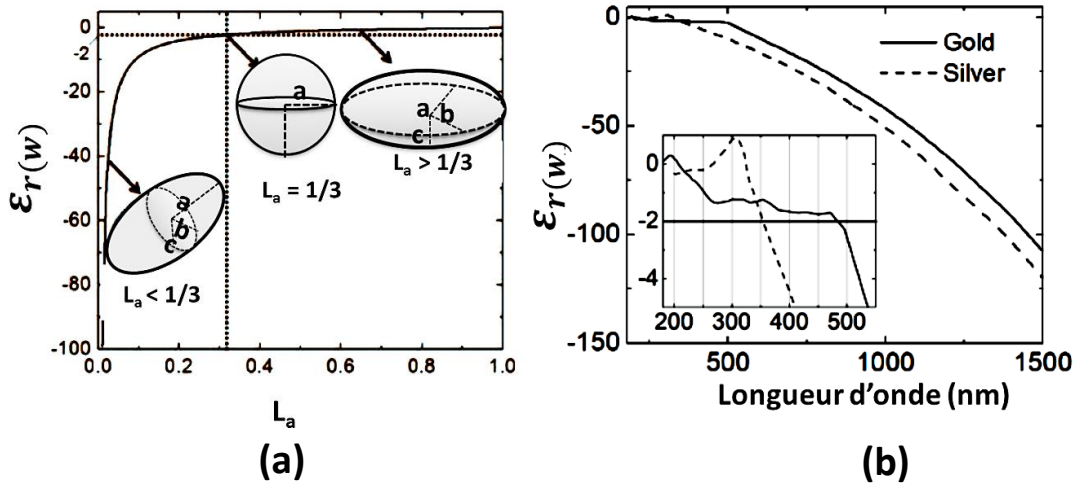 0
-2
-20
-40
-60
-80
-100
0.0 0.2 0.4 0.6 0.8 1.0
ε_r(w)
a
a b
c
a
b
c
L_a > 1/3
L_a = 1/3
L_a < 1/3
L_a
(a)
0
-50
-100
-150
500 1000 1500
ε_r(w)
Gold
Silver
0
-2
-4
200 300 400 500
Longueur d'onde (nm)
(b)